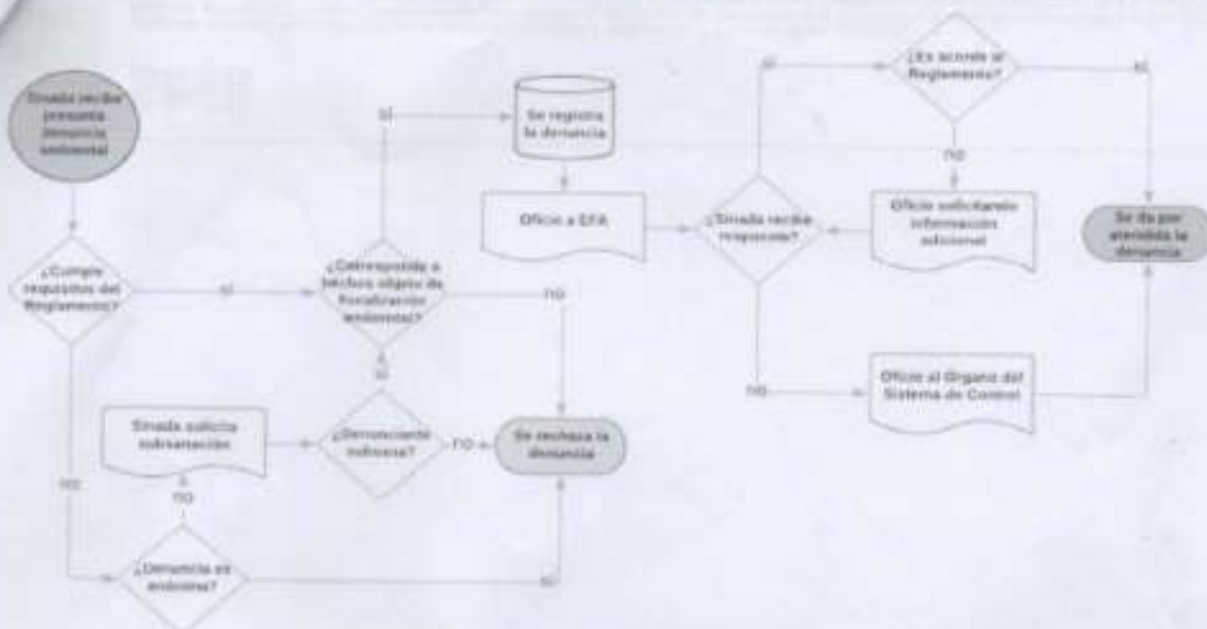 Sinada recibe
presunta
denuncia
ambiental
¿Cumple
requisitos del
Reglamento?
sí
no
¿Denuncia es
anónima?
no
sí
Sinada solicita
subsanación
¿Denunciante
subsana?
sí
no
Se rechaza la
denuncia
¿Corresponde a
hechos objeto de
fiscalización
ambiental?
no
sí
Se registra
la denuncia
Oficio a EFA
¿Sinada recibe
respuesta?
sí
no
¿Es acorde al
Reglamento?
sí
no
Oficio solicitando
información
adicional
Oficio al Órgano del
Sistema de Control
Se da por
atendida la
denuncia